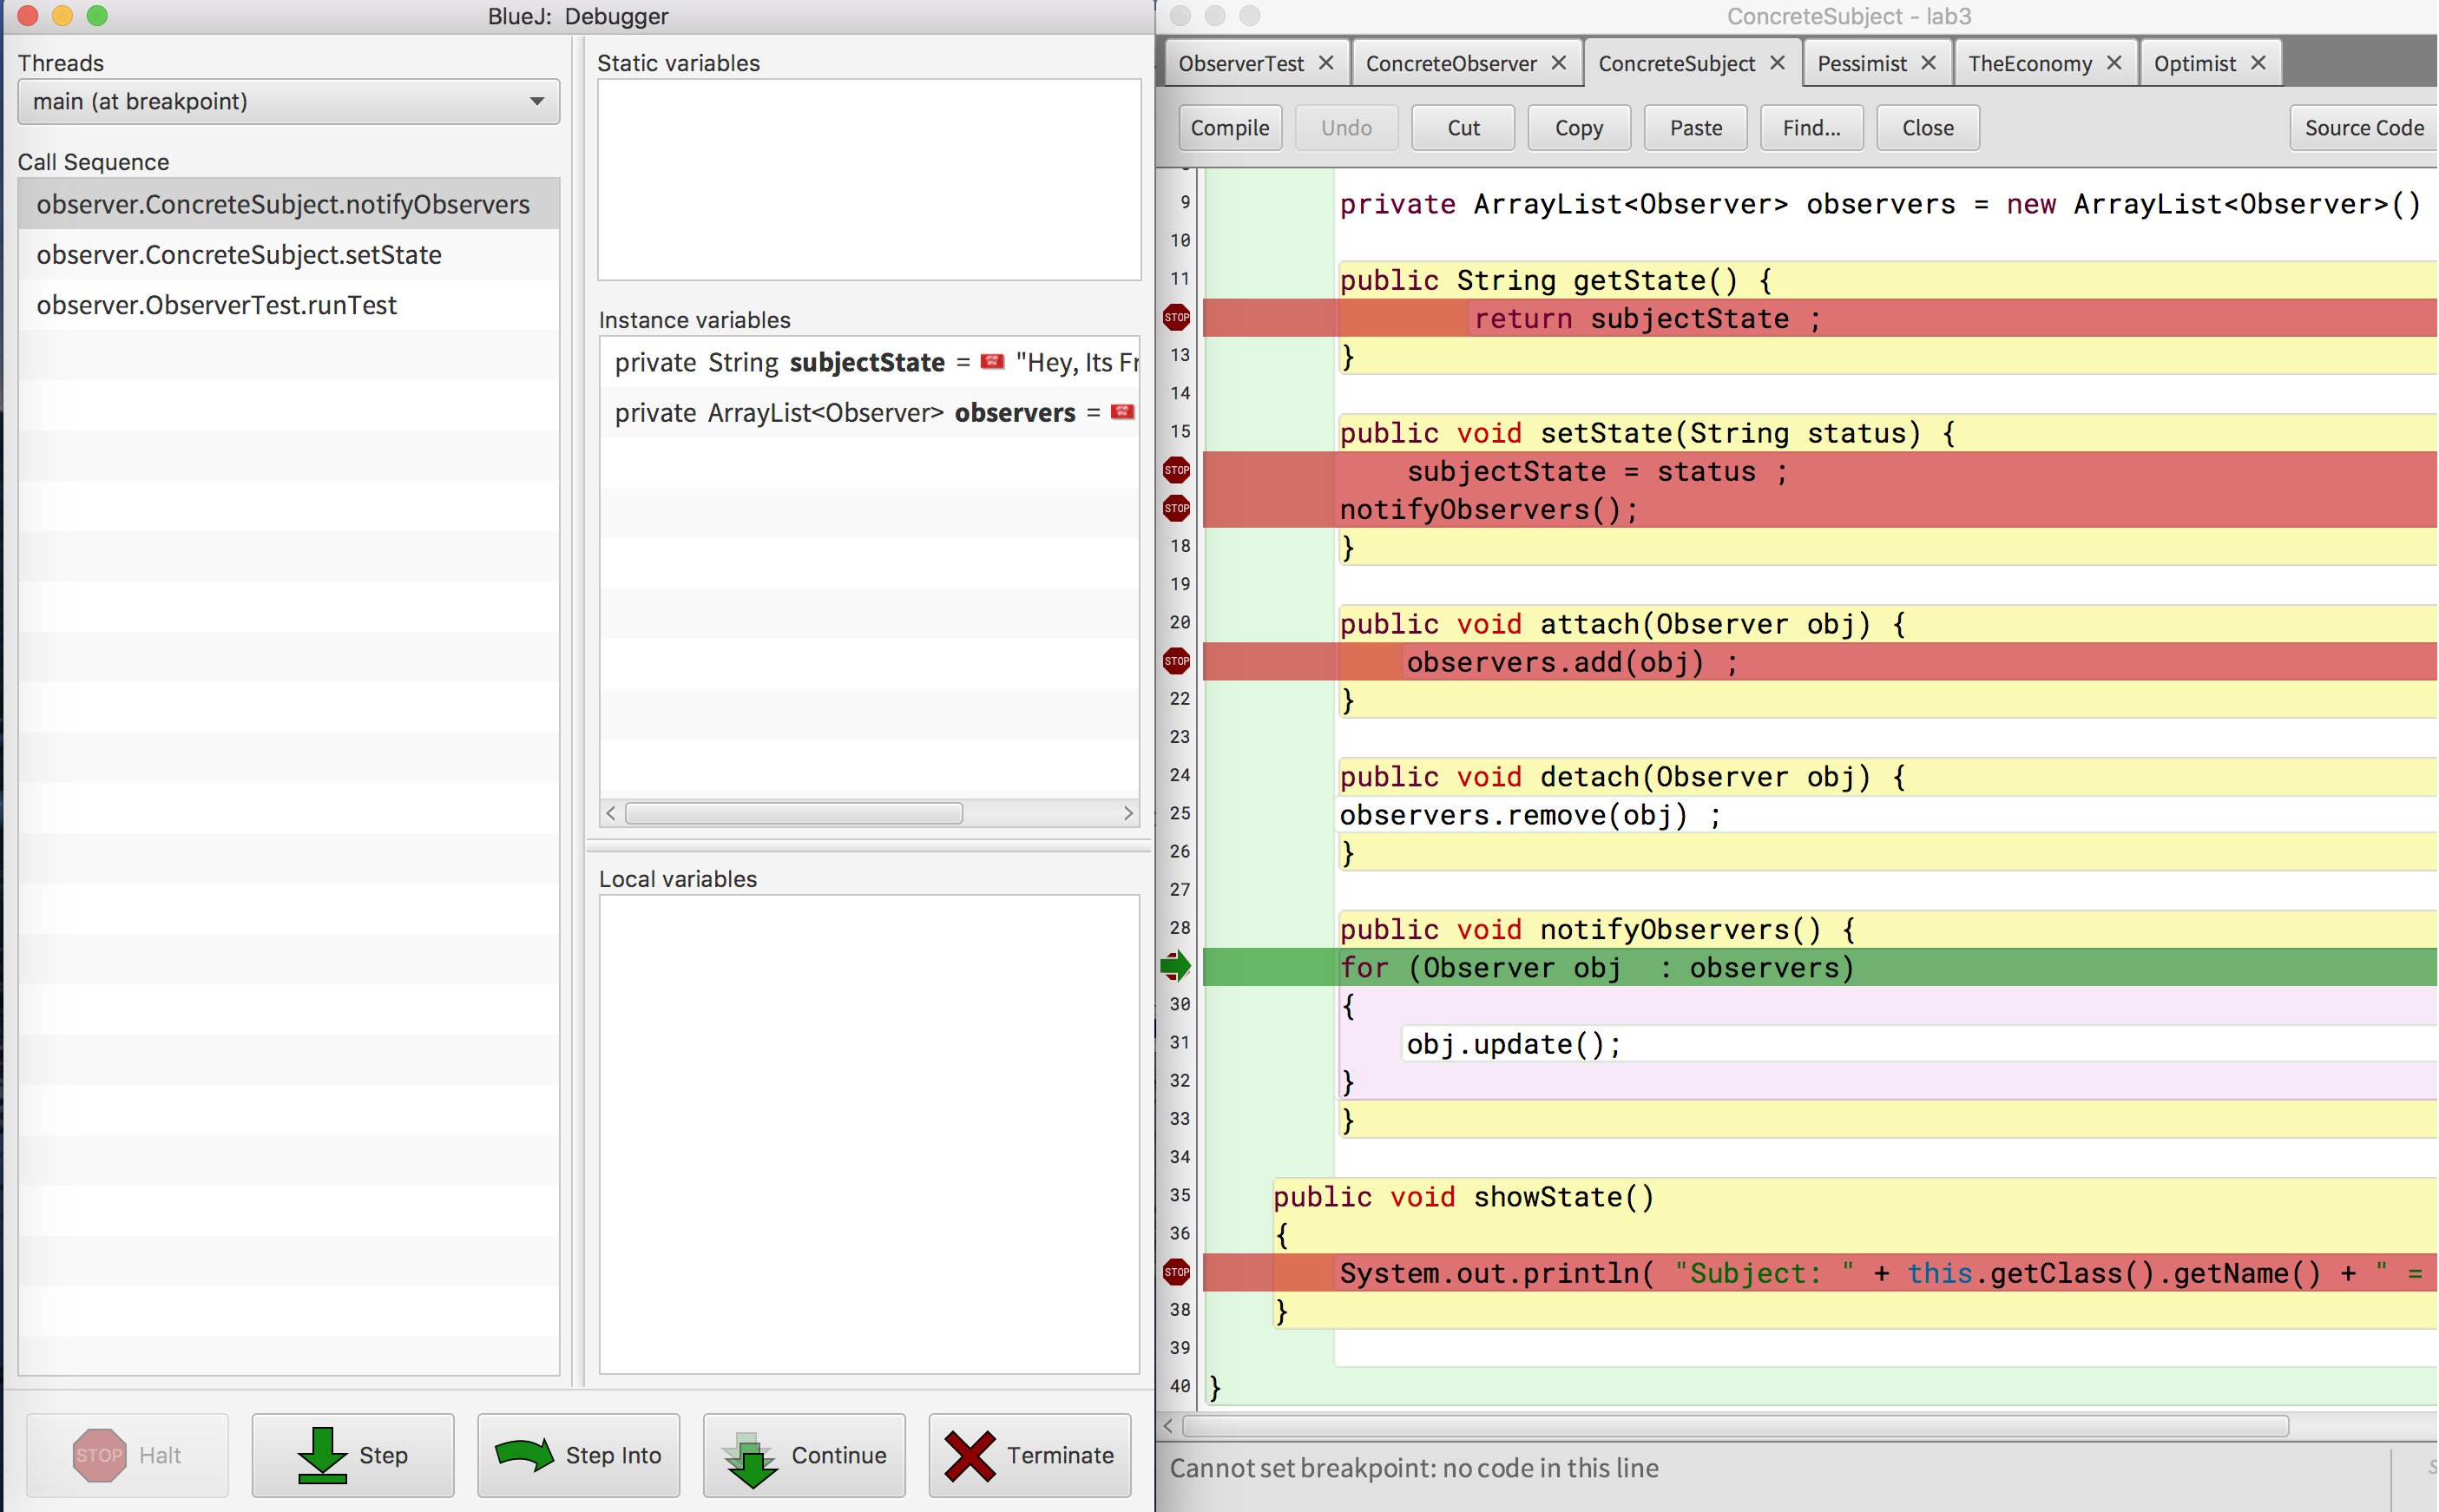 BlueJ: Debugger
Threads
main (at breakpoint)
Call Sequence
observer.ConcreteSubject.notifyObservers
observer.ConcreteSubject.setState
observer.ObserverTest.runTest
Static variables
Instance variables
private String subjectState = "Hey, Its Fr
private ArrayList<Observer> observers =
Local variables
STOP Halt
Step
Step Into
Continue
Terminate
ConcreteSubject - lab3
ObserverTest ConcreteObserver ConcreteSubject Pessimist TheEconomy Optimist
Compile Undo Cut Copy Paste Find... Close Source Code
9 private ArrayList<Observer> observers = new ArrayList<Observer>()
10
11 public String getState() {
STOP return subjectState ;
13 }
14
15 public void setState(String status) {
STOP subjectState = status ;
STOP notifyObservers();
18 }
19
20 public void attach(Observer obj) {
STOP observers.add(obj) ;
22 }
23
24 public void detach(Observer obj) {
25 observers.remove(obj) ;
26 }
27
28 public void notifyObservers() {
for (Observer obj  : observers)
30 {
31 obj.update();
32 }
33 }
34
35 public void showState()
36 {
STOP System.out.println( "Subject: " + this.getClass().getName() + " =
38 }
39
40 }
Cannot set breakpoint: no code in this line